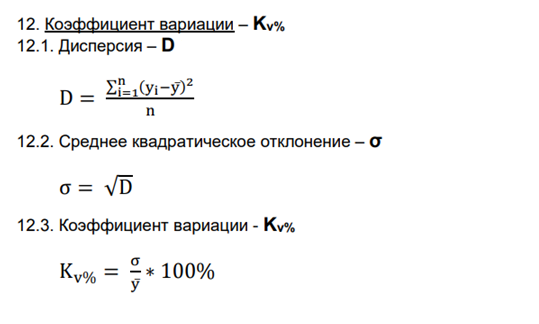 12. Коэффициент вариации – Kv%
12.1. Дисперсия – D
D = ∑ⁿᵢ₌₁(yᵢ−ȳ)² / n
12.2. Среднее квадратическое отклонение – σ
σ = √D
12.3. Коэффициент вариации - Kv%
Kv% = σ / ȳ * 100%